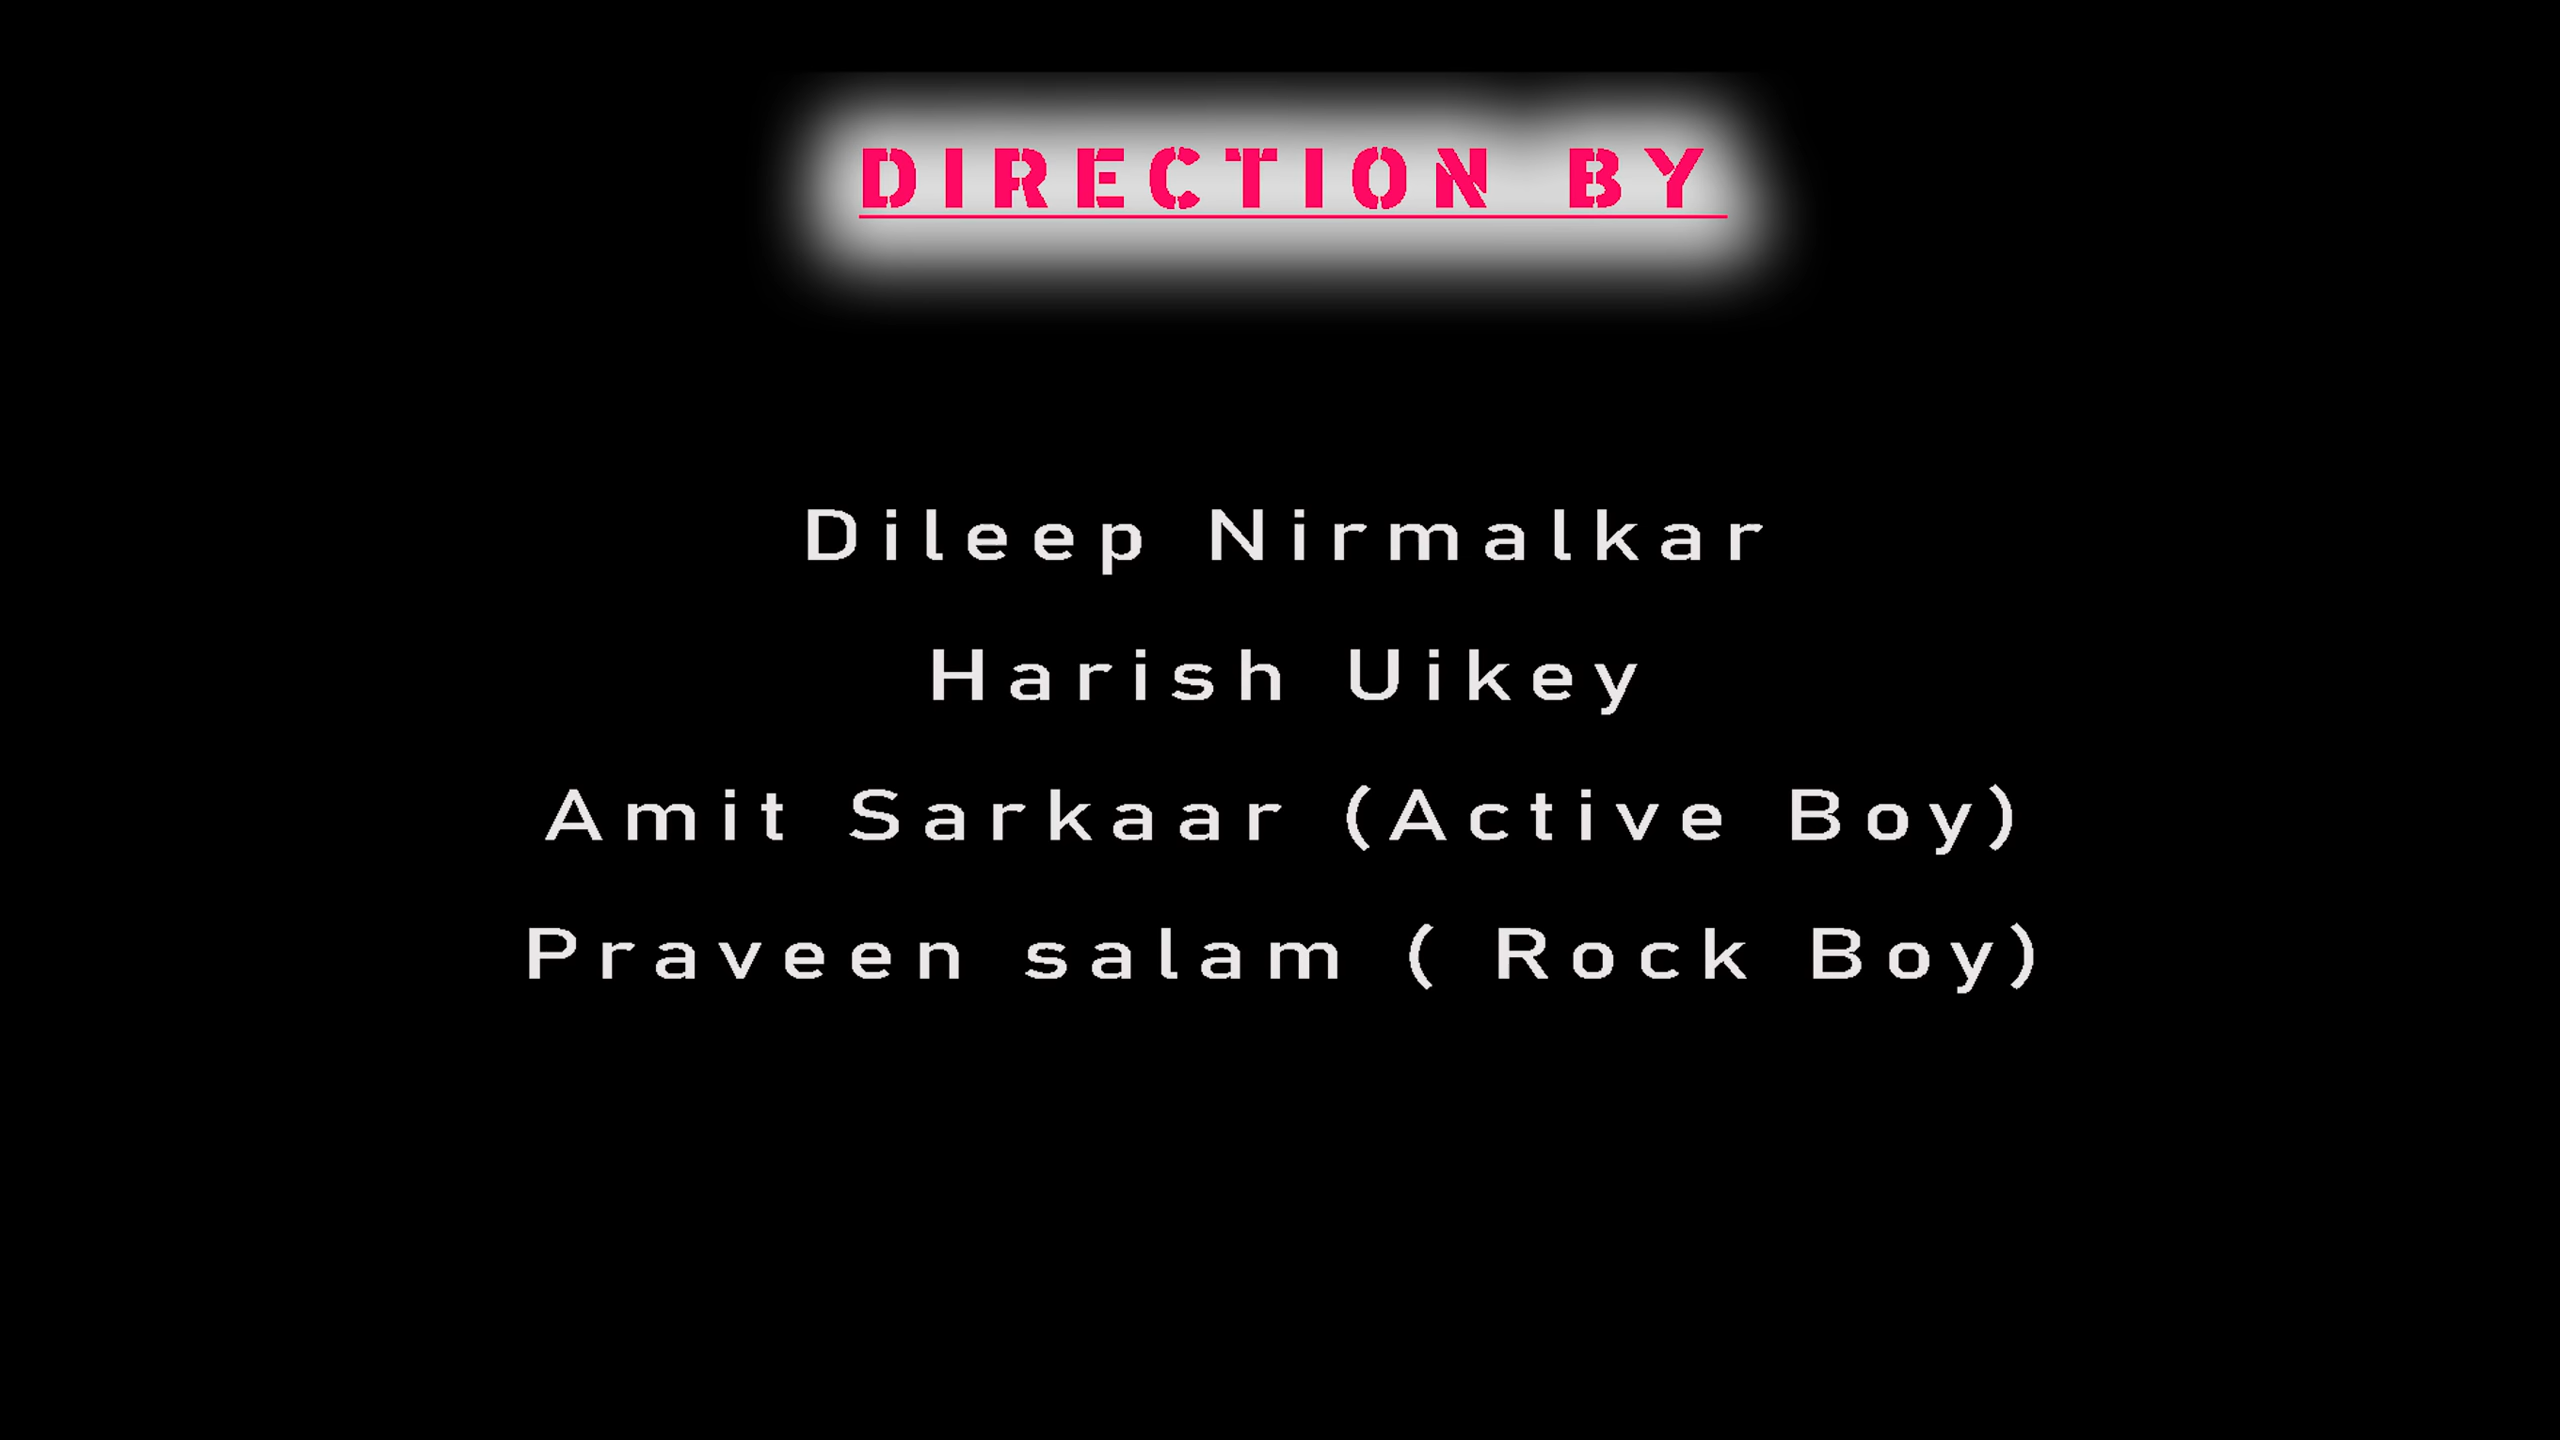 DIRECTION BY
Dileep Nirmalkar
Harish Uikey
Amit Sarkaar (Active Boy)
Praveen salam ( Rock Boy)